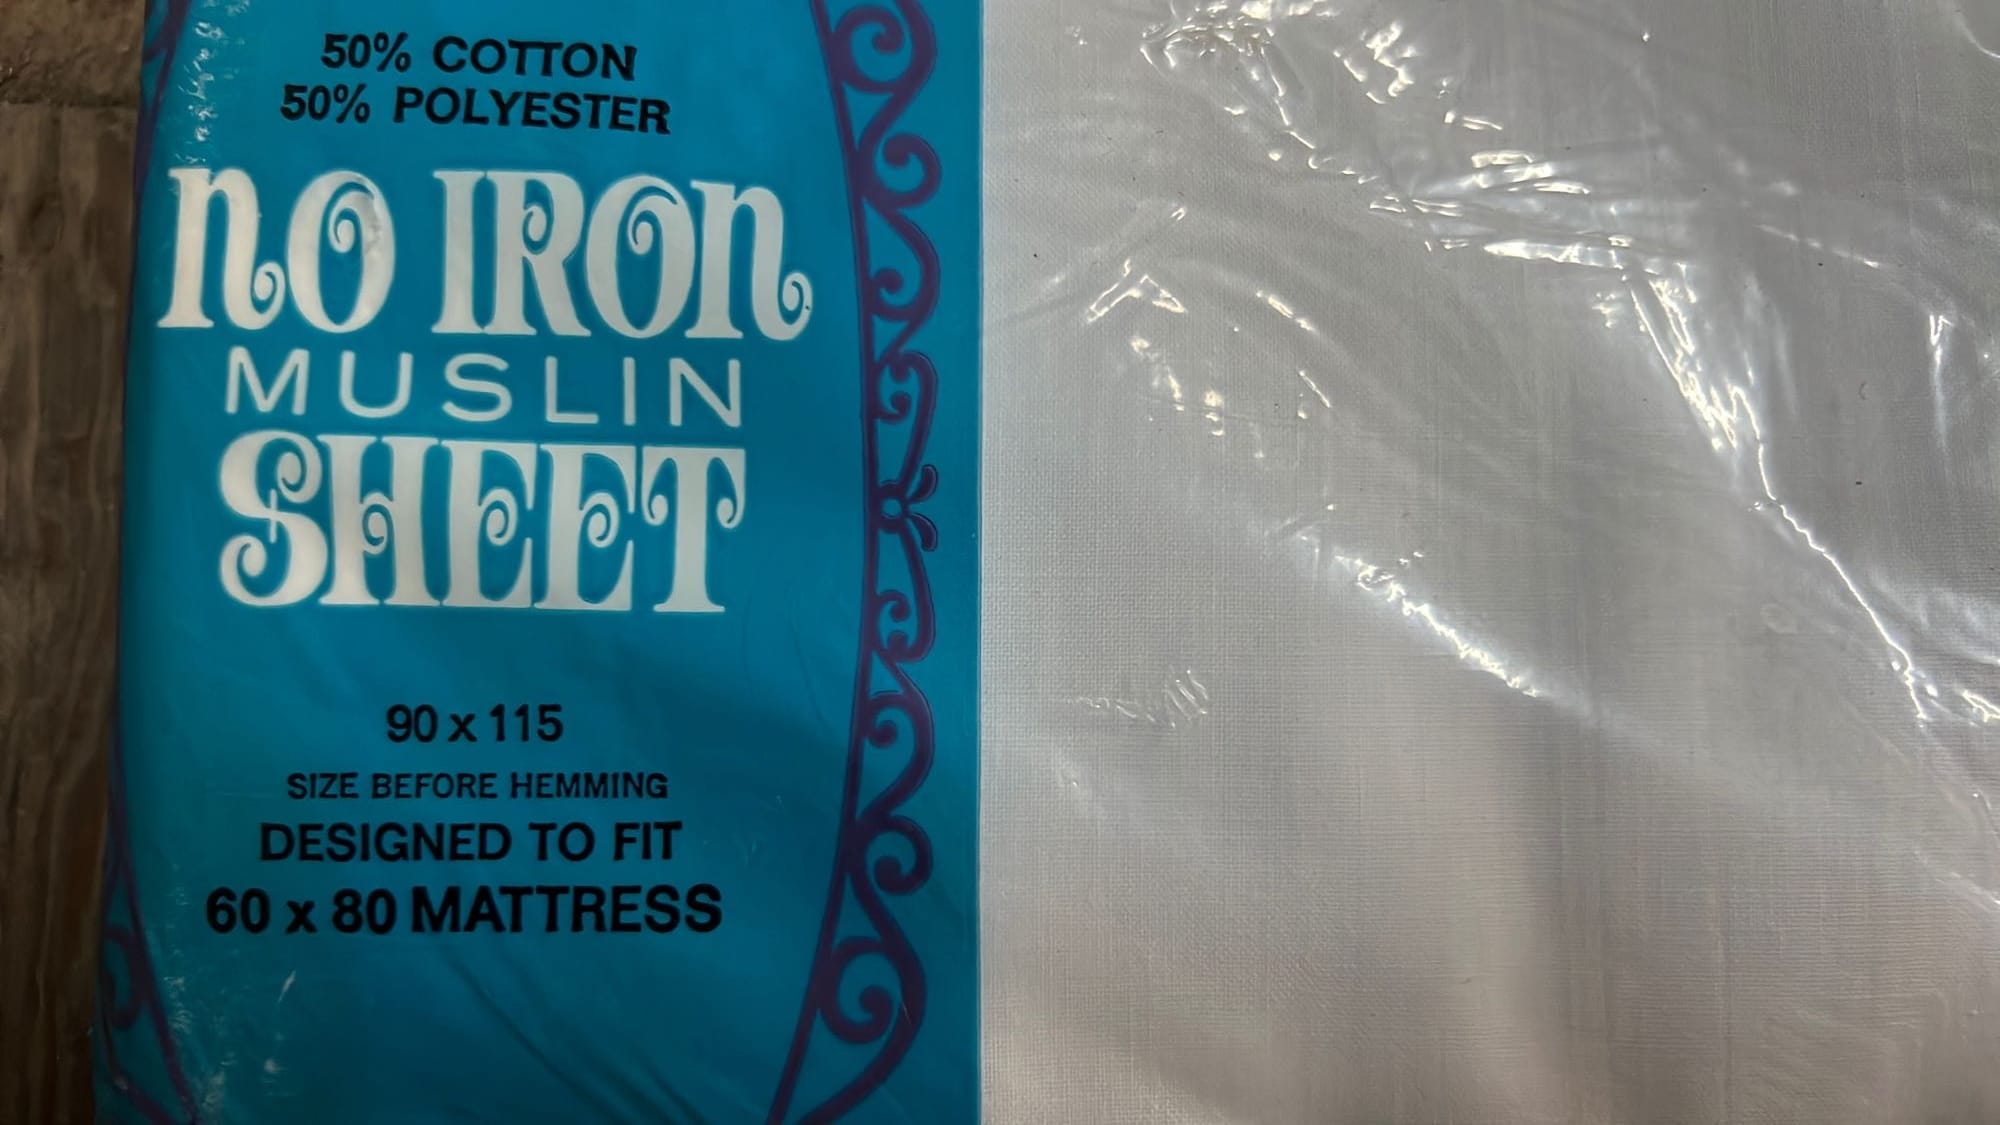 50% COTTON
50% POLYESTER
NO IRON
MUSLIN
SHEET
90 x 115
SIZE BEFORE HEMMING
DESIGNED TO FIT
60 x 80 MATTRESS